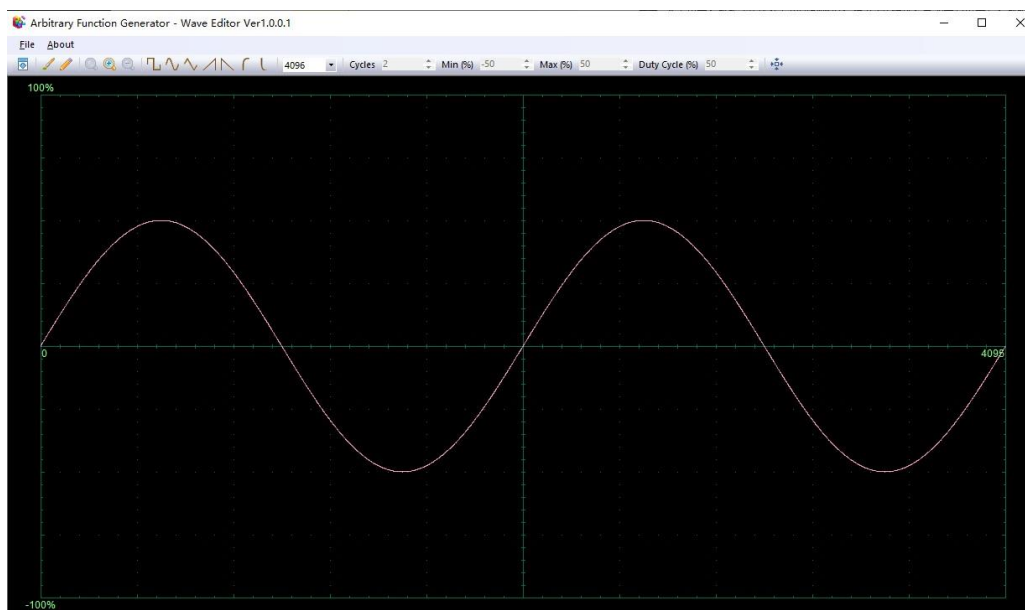 Arbitrary Function Generator - Wave Editor Ver1.0.0.1
File About
4096 Cycles 2 Min (%) -50 Max (%) 50 Duty Cycle (%) 50
100%
0 4095
-100%